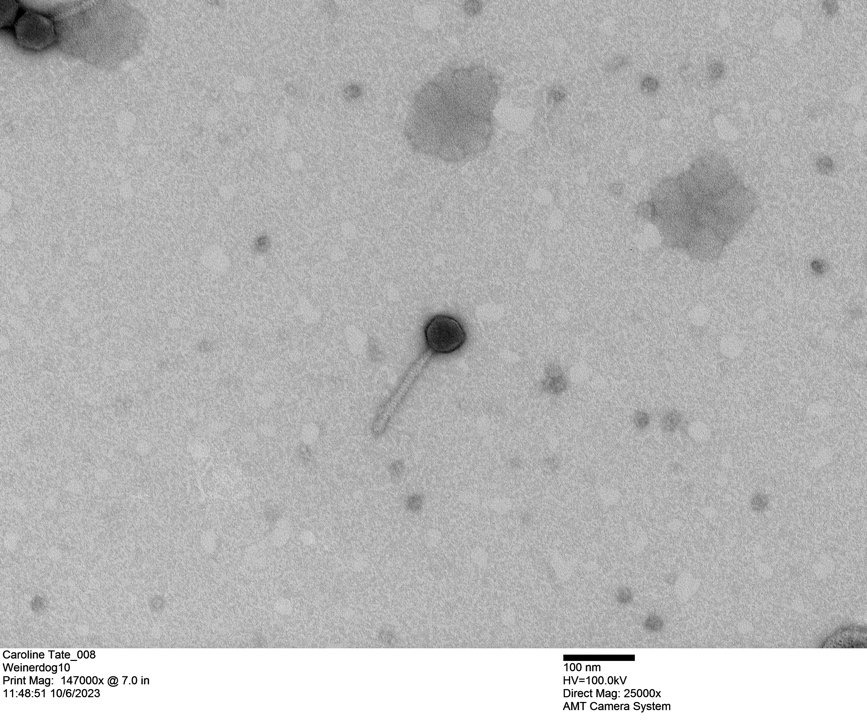 Caroline Tate_008
Weinerdog10
Print Mag: 147000x @ 7.0 in
11:48:51 10/6/2023
100 nm
HV=100.0kV
Direct Mag: 25000x
AMT Camera System